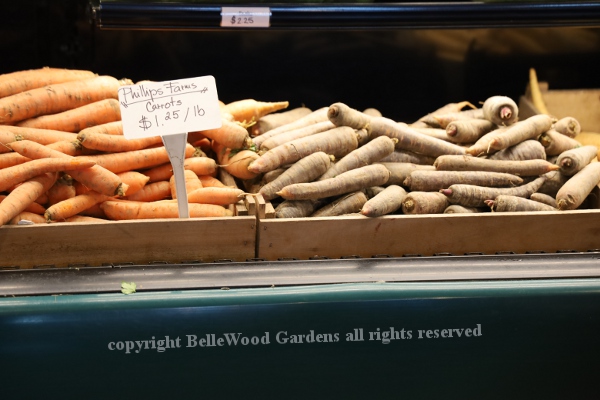 $2.25
Phillips Farms
Carrots
$1.25/lb
copyright BelleWood Gardens all rights reserved